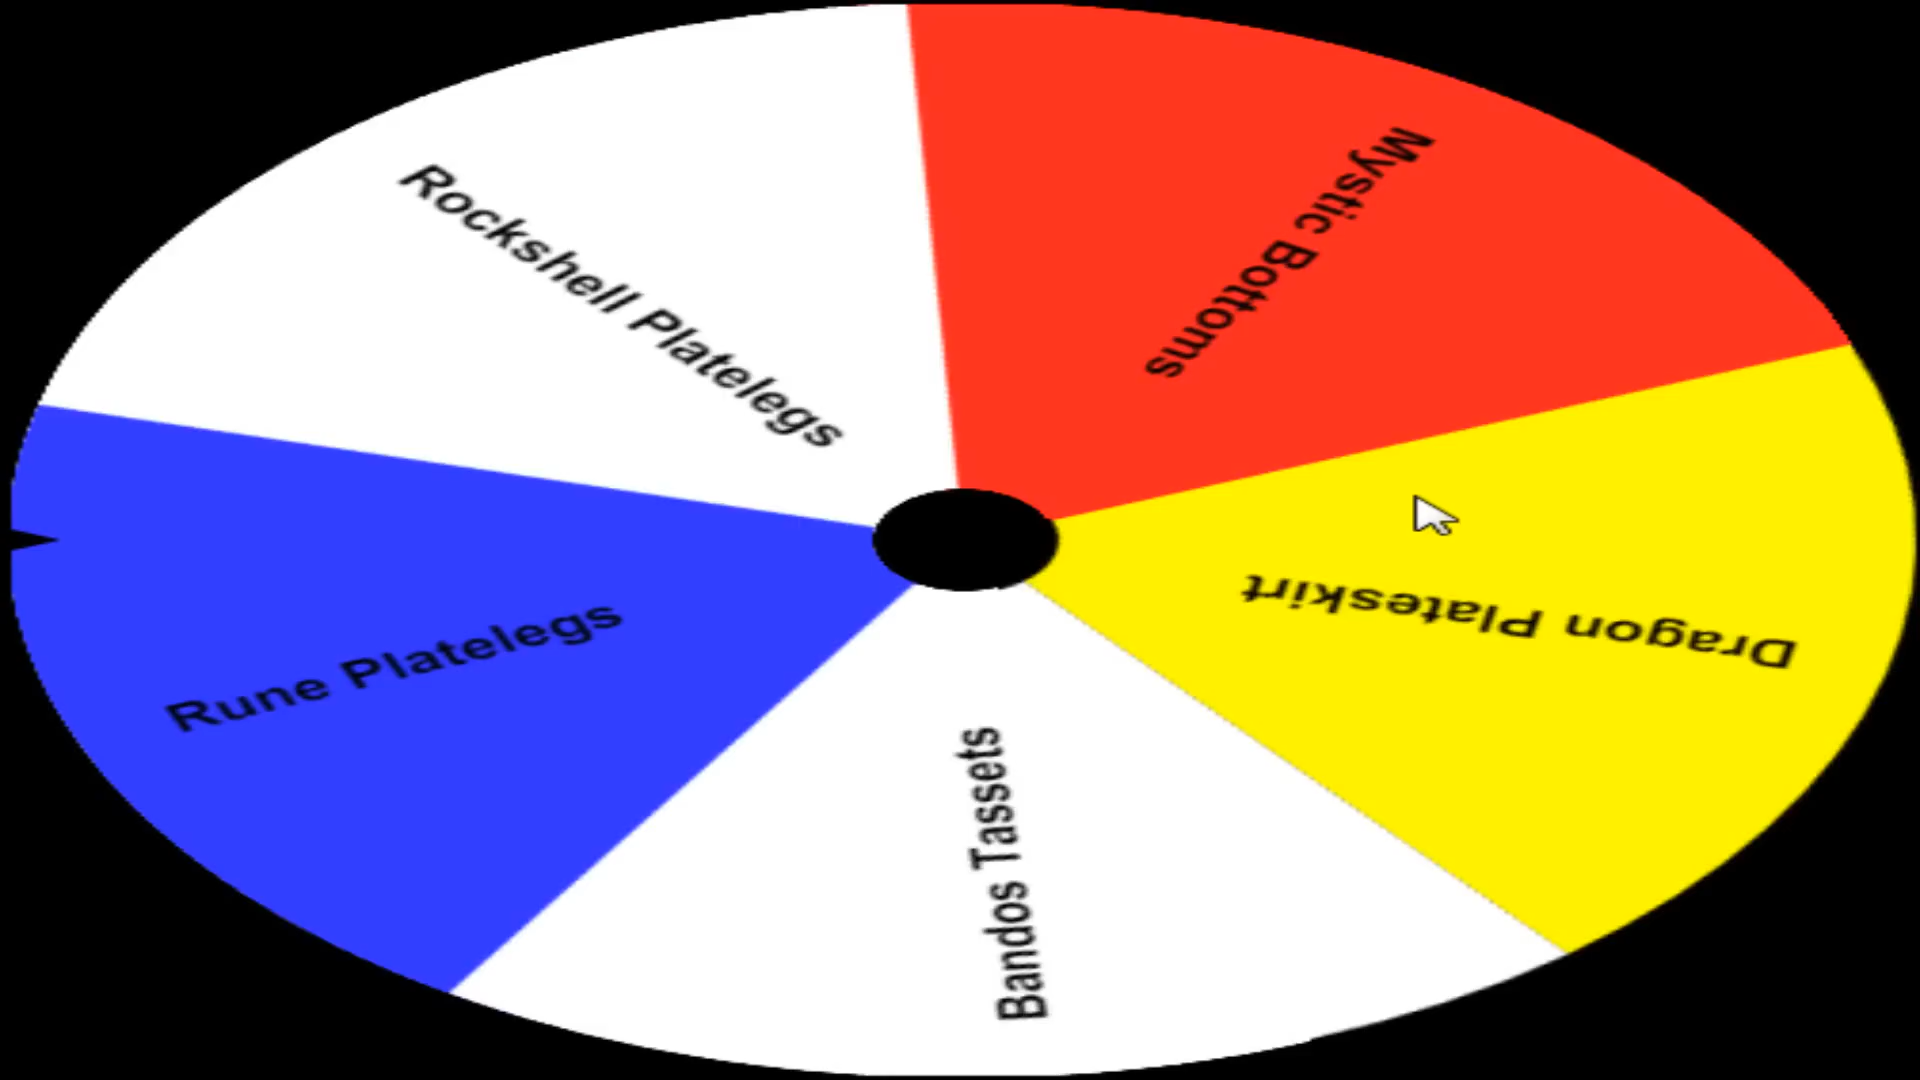 Rockshell Platelegs
Mystic Bottoms
Dragon Plateskirt
Rune Platelegs
Bandos Tassets